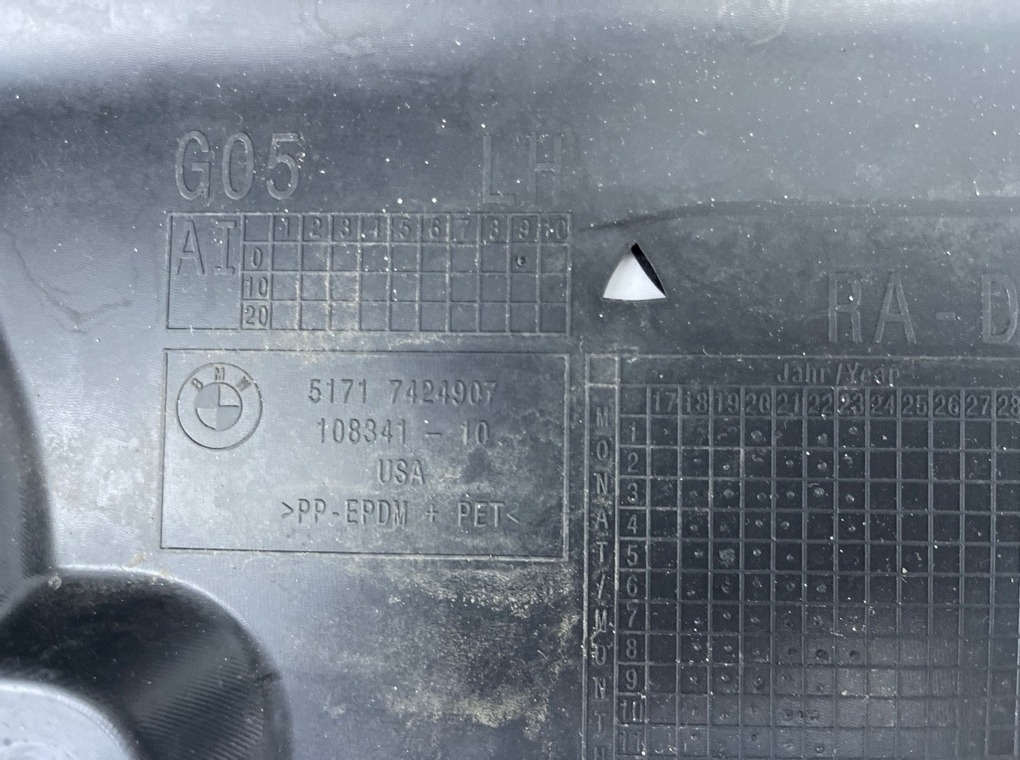 G05 LH
AI
1 2 3 4 5 6 7 8 9 10
0
10
20
RA-D
BMW
5171 7424907
108341 - 10
USA
>PP-EPDM + PET<
Jahr/Year
17 18 19 20 21 22 23 24 25 26 27 28
MONAT/MONTH
1
2
3
4
5
6
7
8
9
10
11